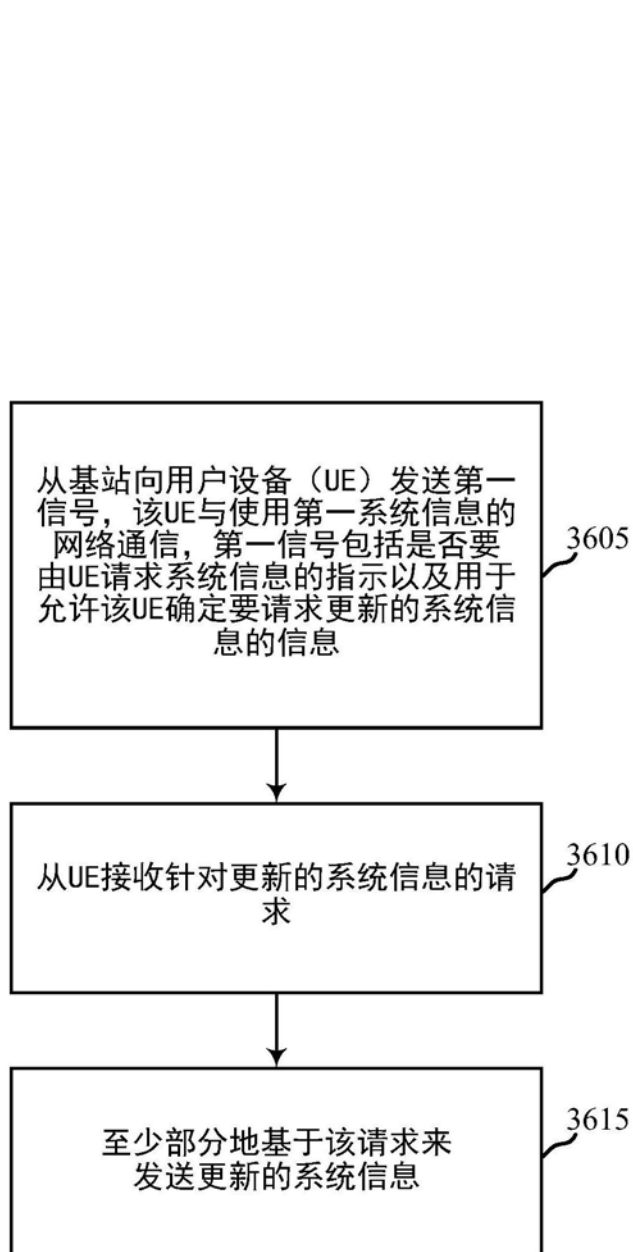 从基站向用户设备（UE）发送第一
信号，该UE与使用第一系统信息的
网络通信，第一信号包括是否要
由UE请求系统信息的指示以及用于
允许该UE确定要请求更新的系统信
息的信息
3605
从UE接收针对更新的系统信息的请
求
3610
至少部分地基于该请求来
发送更新的系统信息
3615